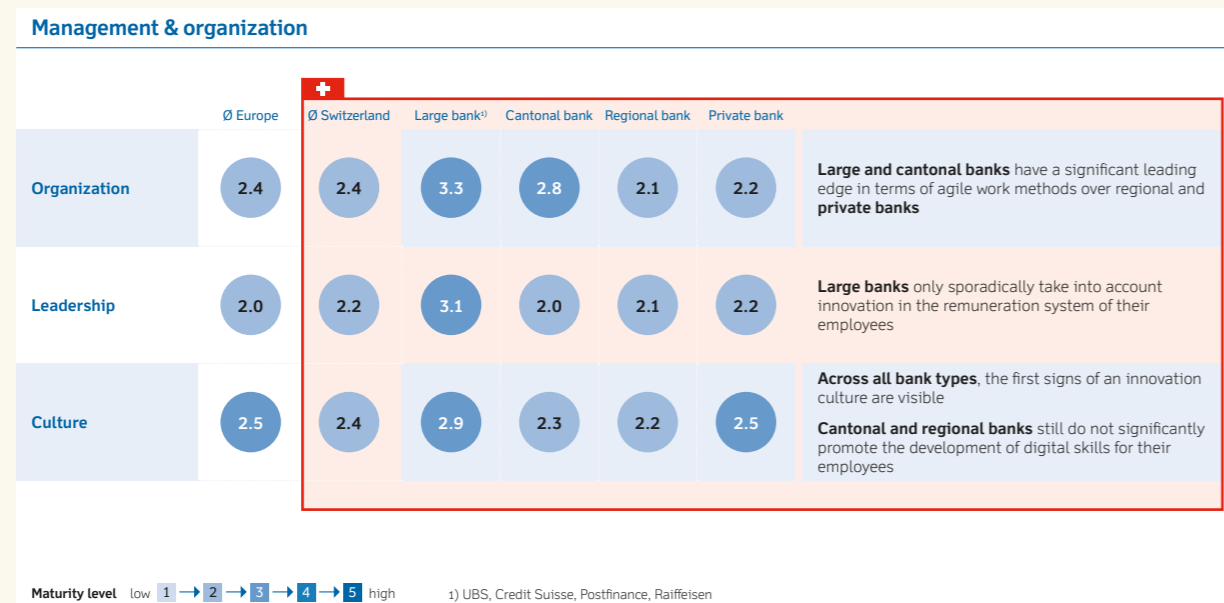 Management & organization
Ø Europe Ø Switzerland Large bank1) Cantonal bank Regional bank Private bank
Organization 2.4 2.4 3.3 2.8 2.1 2.2
Large and cantonal banks have a significant leading
edge in terms of agile work methods over regional and
private banks
Leadership 2.0 2.2 3.1 2.0 2.1 2.2
Large banks only sporadically take into account
innovation in the remuneration system of their
employees
Culture 2.5 2.4 2.9 2.3 2.2 2.5
Across all bank types, the first signs of an innovation
culture are visible
Cantonal and regional banks still do not significantly
promote the development of digital skills for their
employees
Maturity level low 1 → 2 → 3 → 4 → 5 high 1) UBS, Credit Suisse, Postfinance, Raiffeisen